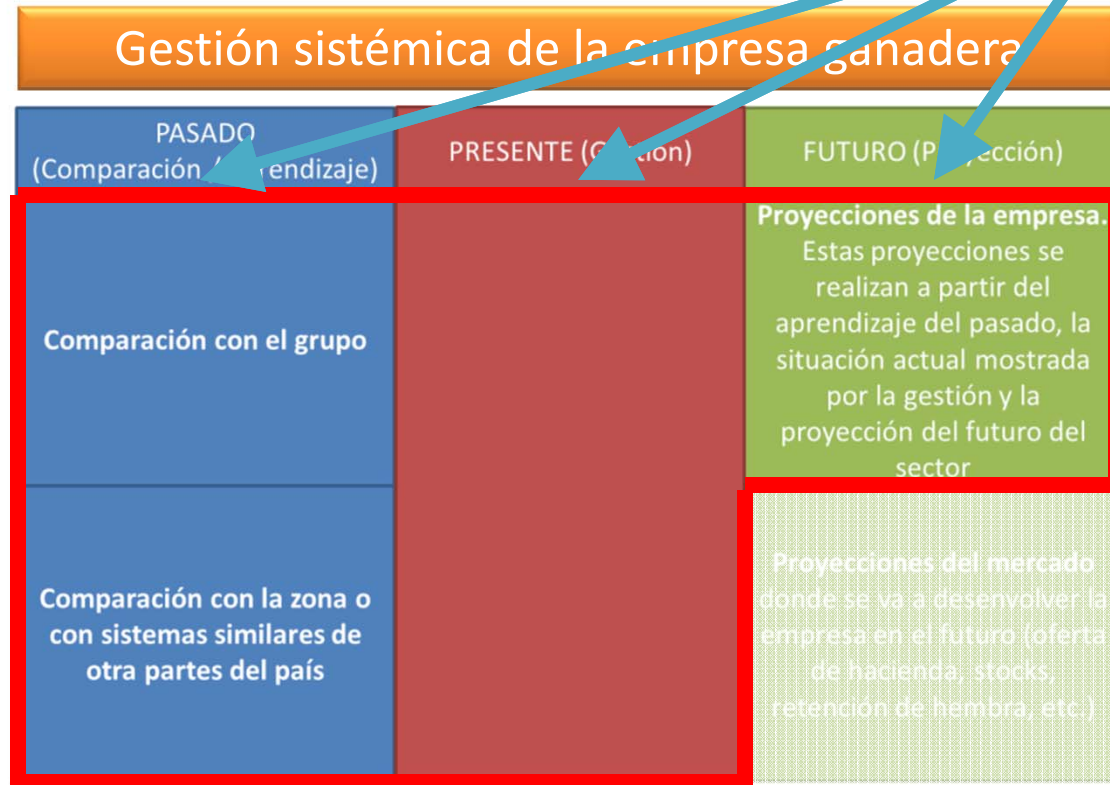 Gestión sistémica de la empresa ganadera
PASADO
(Comparación / Aprendizaje)
PRESENTE (Gestión)
FUTURO (Proyección)
Comparación con el grupo
Proyecciones de la empresa.
Estas proyecciones se
realizan a partir del
aprendizaje del pasado, la
situación actual mostrada
por la gestión y la
proyección del futuro del
sector
Comparación con la zona o
con sistemas similares de
otra partes del país
Proyecciones del mercado
donde se va a desenvolver la
empresa en el futuro (oferta
de hacienda, stocks,
retención de hembra, etc.)